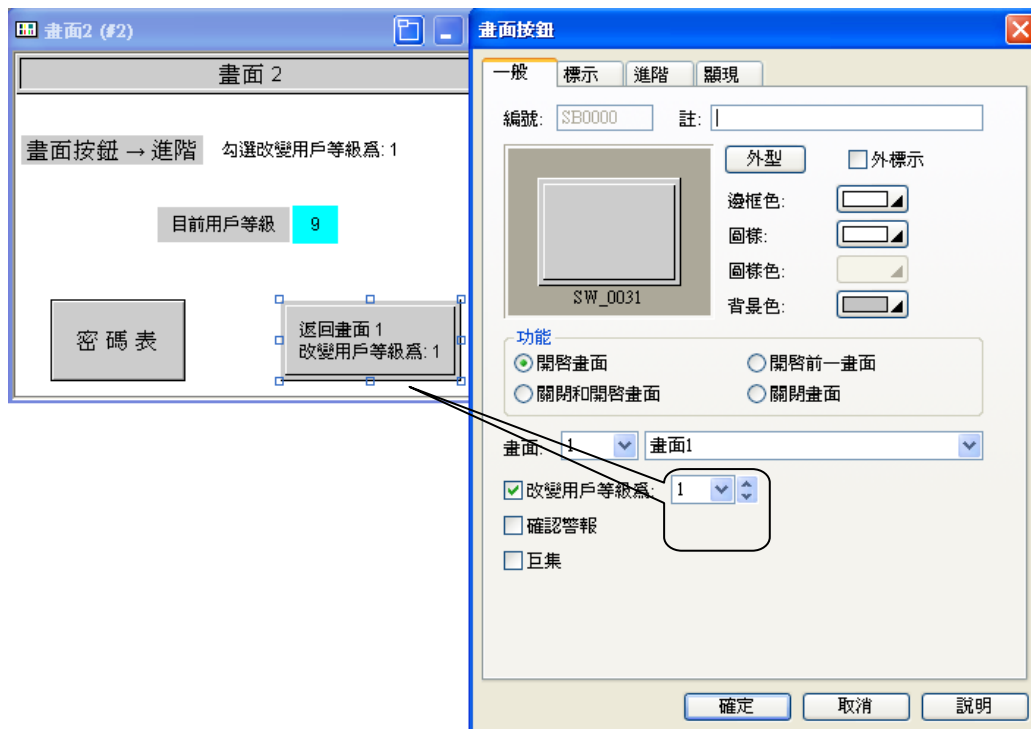 畫面2 (#2)
畫面 2
畫面按鈕 → 進階 勾選改變用戶等級為: 1
目前用戶等級 9
密 碼 表
返回畫面 1
改變用戶等級為: 1
畫面按鈕
一般 標示 進階 顯現
編號: SB0000 註:
外型 外標示
邊框色:
圖樣:
圖樣色:
背景色:
SW_0031
功能
開啓畫面 開啓前一畫面
關閉和開啓畫面 關閉畫面
畫面: 1 畫面1
改變用戶等級為: 1
確認警報
巨集
確定 取消 說明